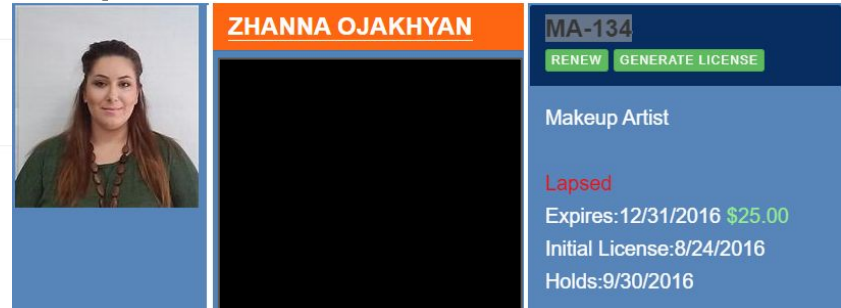 ZHANNA OJAKHYAN
MA-134
RENEW GENERATE LICENSE
Makeup Artist
Lapsed
Expires:12/31/2016 $25.00
Initial License:8/24/2016
Holds:9/30/2016